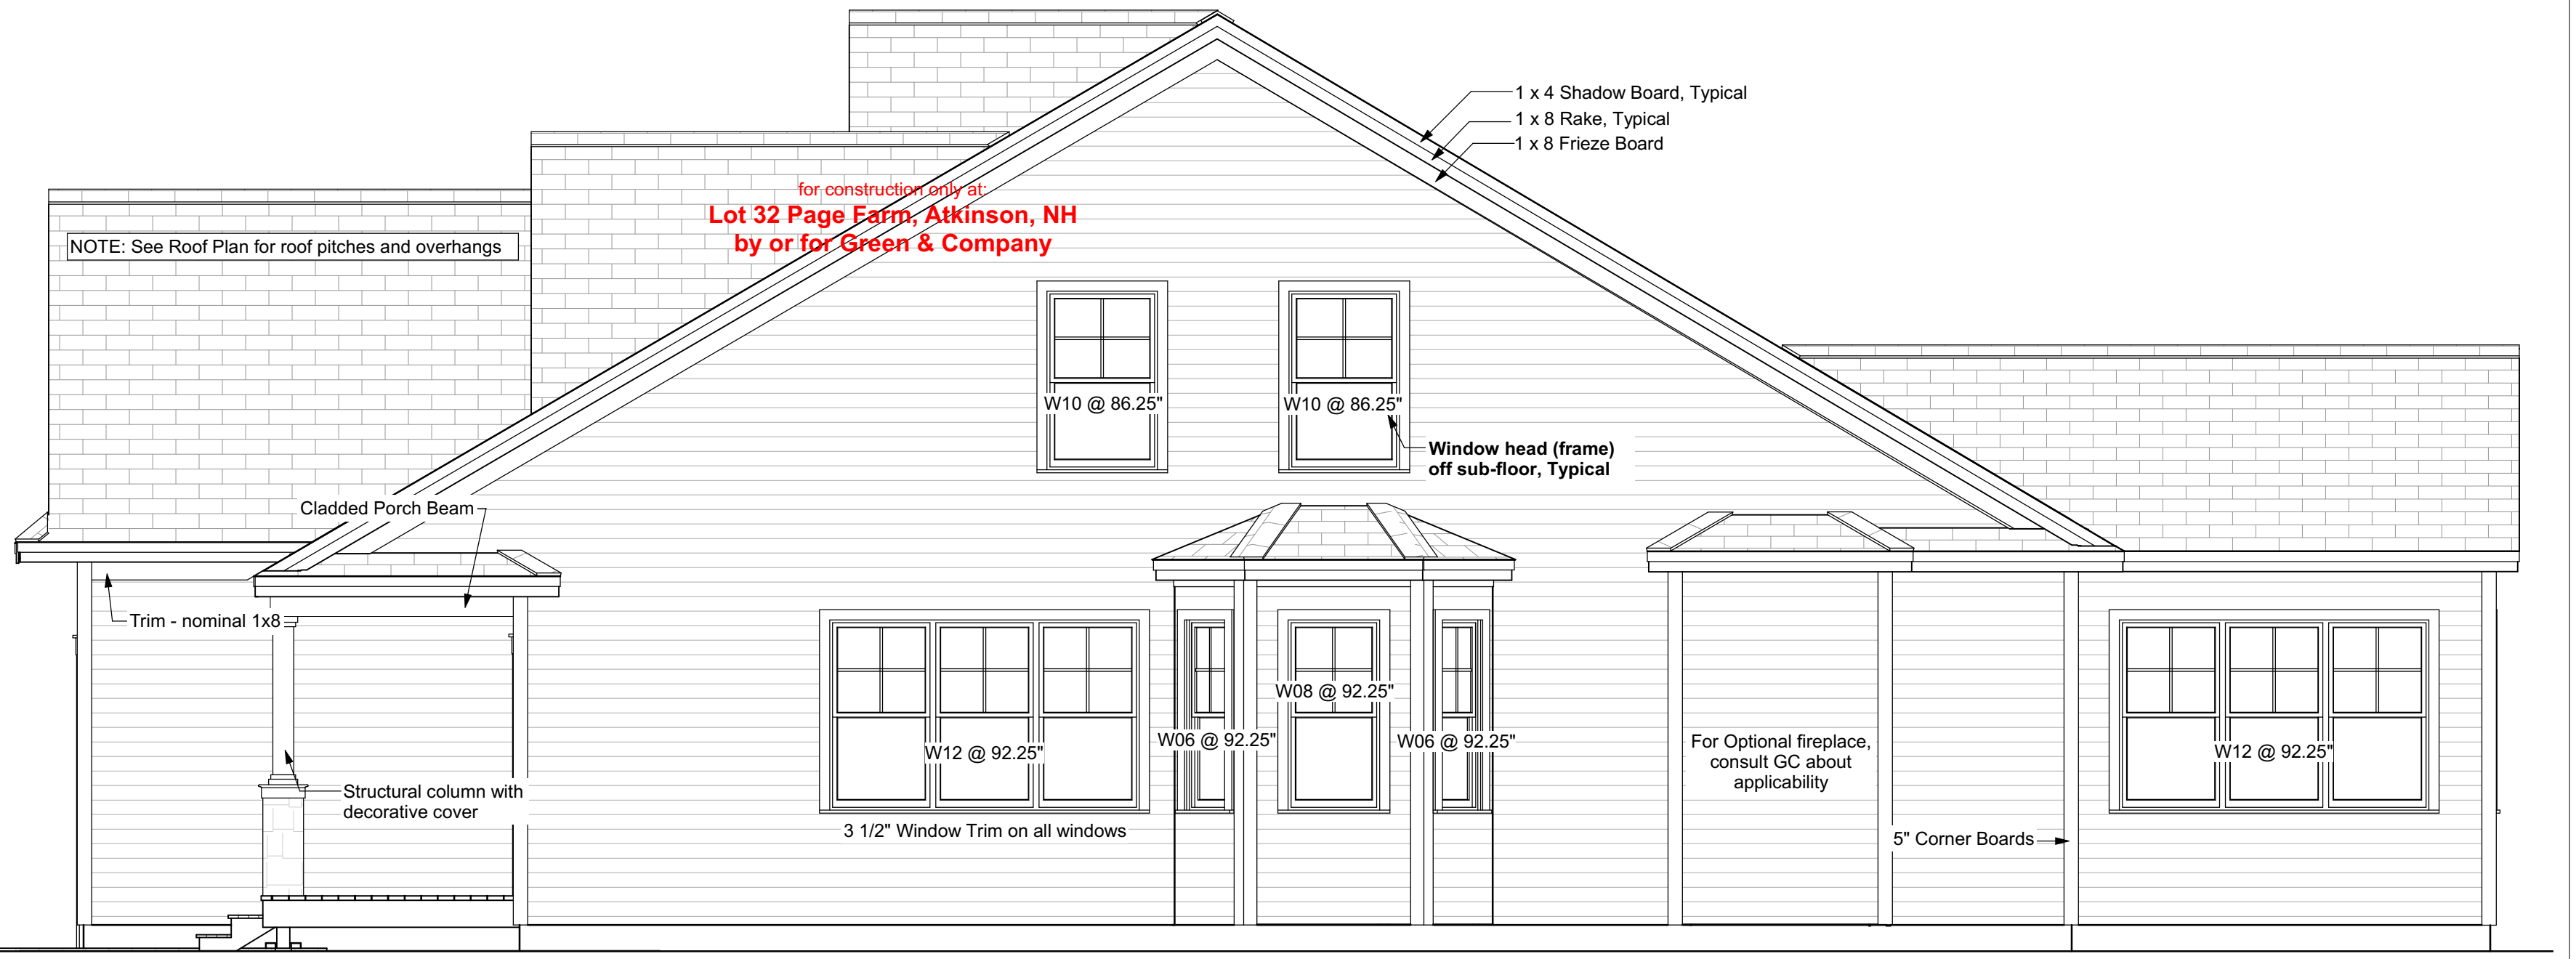 1 x 4 Shadow Board, Typical
1 x 8 Rake, Typical
1 x 8 Frieze Board
for construction only at:
Lot 32 Page Farm, Atkinson, NH
by or for Green & Company
NOTE: See Roof Plan for roof pitches and overhangs
W10 @ 86.25"
W10 @ 86.25"
Window head (frame)
off sub-floor, Typical
Cladded Porch Beam
Trim - nominal 1x8
W08 @ 92.25"
W12 @ 92.25"
W06 @ 92.25"
W06 @ 92.25"
For Optional fireplace,
consult GC about
applicability
W12 @ 92.25"
Structural column with
decorative cover
3 1/2" Window Trim on all windows
5" Corner Boards